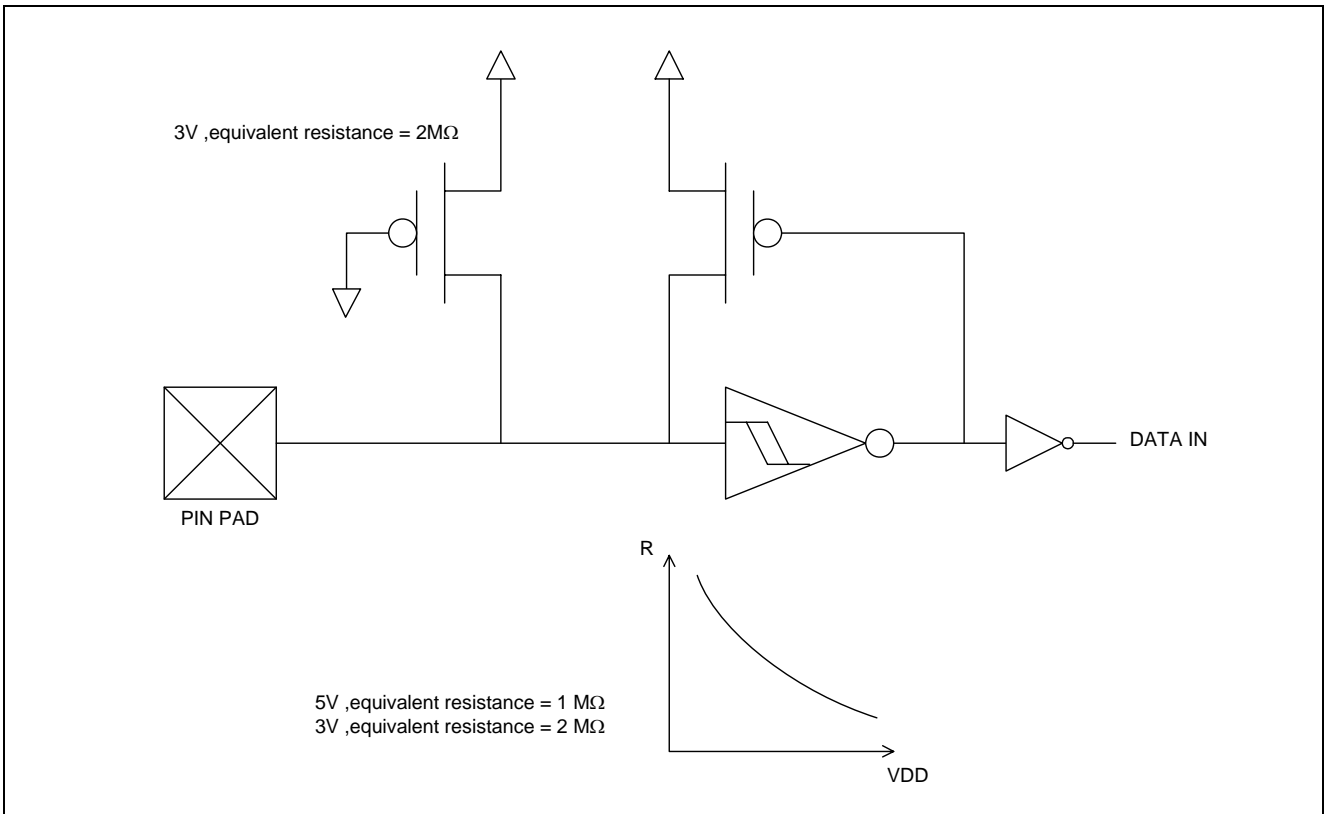 3V ,equivalent resistance = 2MΩ
DATA IN
PIN PAD
R
5V ,equivalent resistance = 1 MΩ
3V ,equivalent resistance = 2 MΩ
VDD